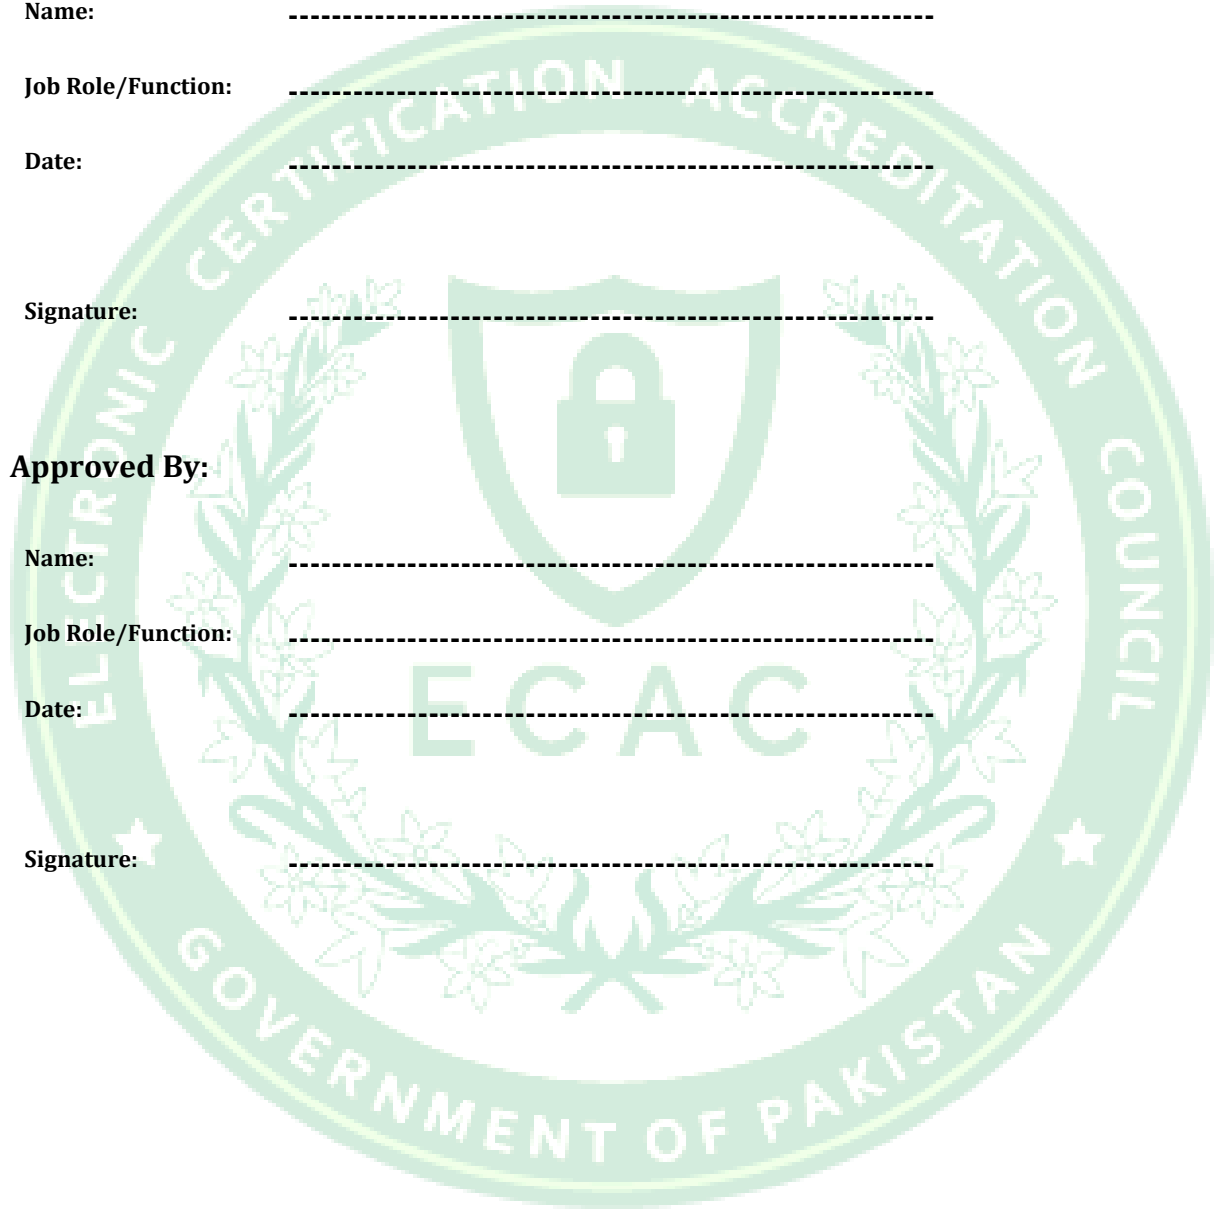 Name: ------------------------------------------------------------
Job Role/Function: ------------------------------------------------------------
Date: ------------------------------------------------------------
Signature: ------------------------------------------------------------
Approved By:
Name: ------------------------------------------------------------
Job Role/Function: ------------------------------------------------------------
Date: ------------------------------------------------------------
Signature: ------------------------------------------------------------
ELECTRONIC CERTIFICATION ACCREDITATION COUNCIL
ECAC
GOVERNMENT OF PAKISTAN